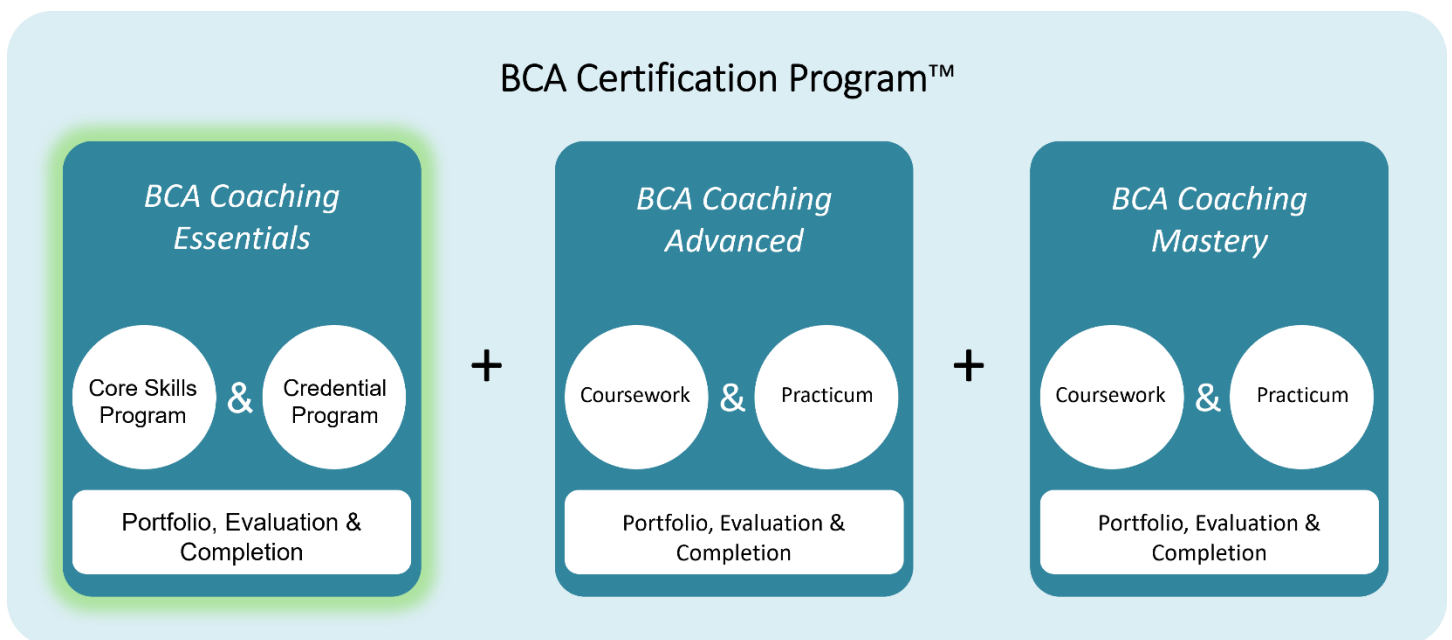 BCA Certification Program™
BCA Coaching
Essentials
Core Skills
Program
&
Credential
Program
Portfolio, Evaluation &
Completion
+
BCA Coaching
Advanced
Coursework
&
Practicum
Portfolio, Evaluation &
Completion
+
BCA Coaching
Mastery
Coursework
&
Practicum
Portfolio, Evaluation &
Completion